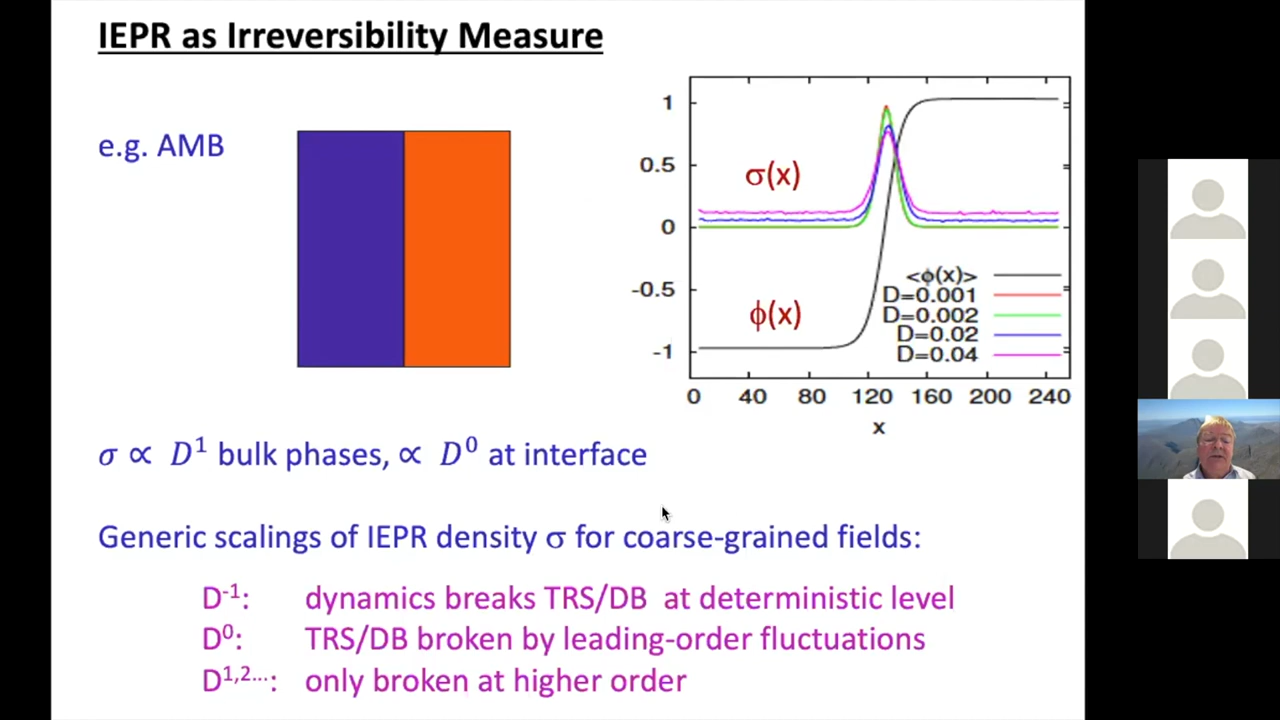 IEPR as Irreversibility Measure
e.g. AMB
1
0.5
0
-0.5
-1
σ(x)
ϕ(x)
<ϕ(x)>
D=0.001
D=0.002
D=0.02
D=0.04
0 40 80 120 160 200 240
x
σ ∝ D¹ bulk phases, ∝ D⁰ at interface
Generic scalings of IEPR density σ for coarse-grained fields:
D⁻¹: dynamics breaks TRS/DB at deterministic level
D⁰: TRS/DB broken by leading-order fluctuations
D¹,²…: only broken at higher order